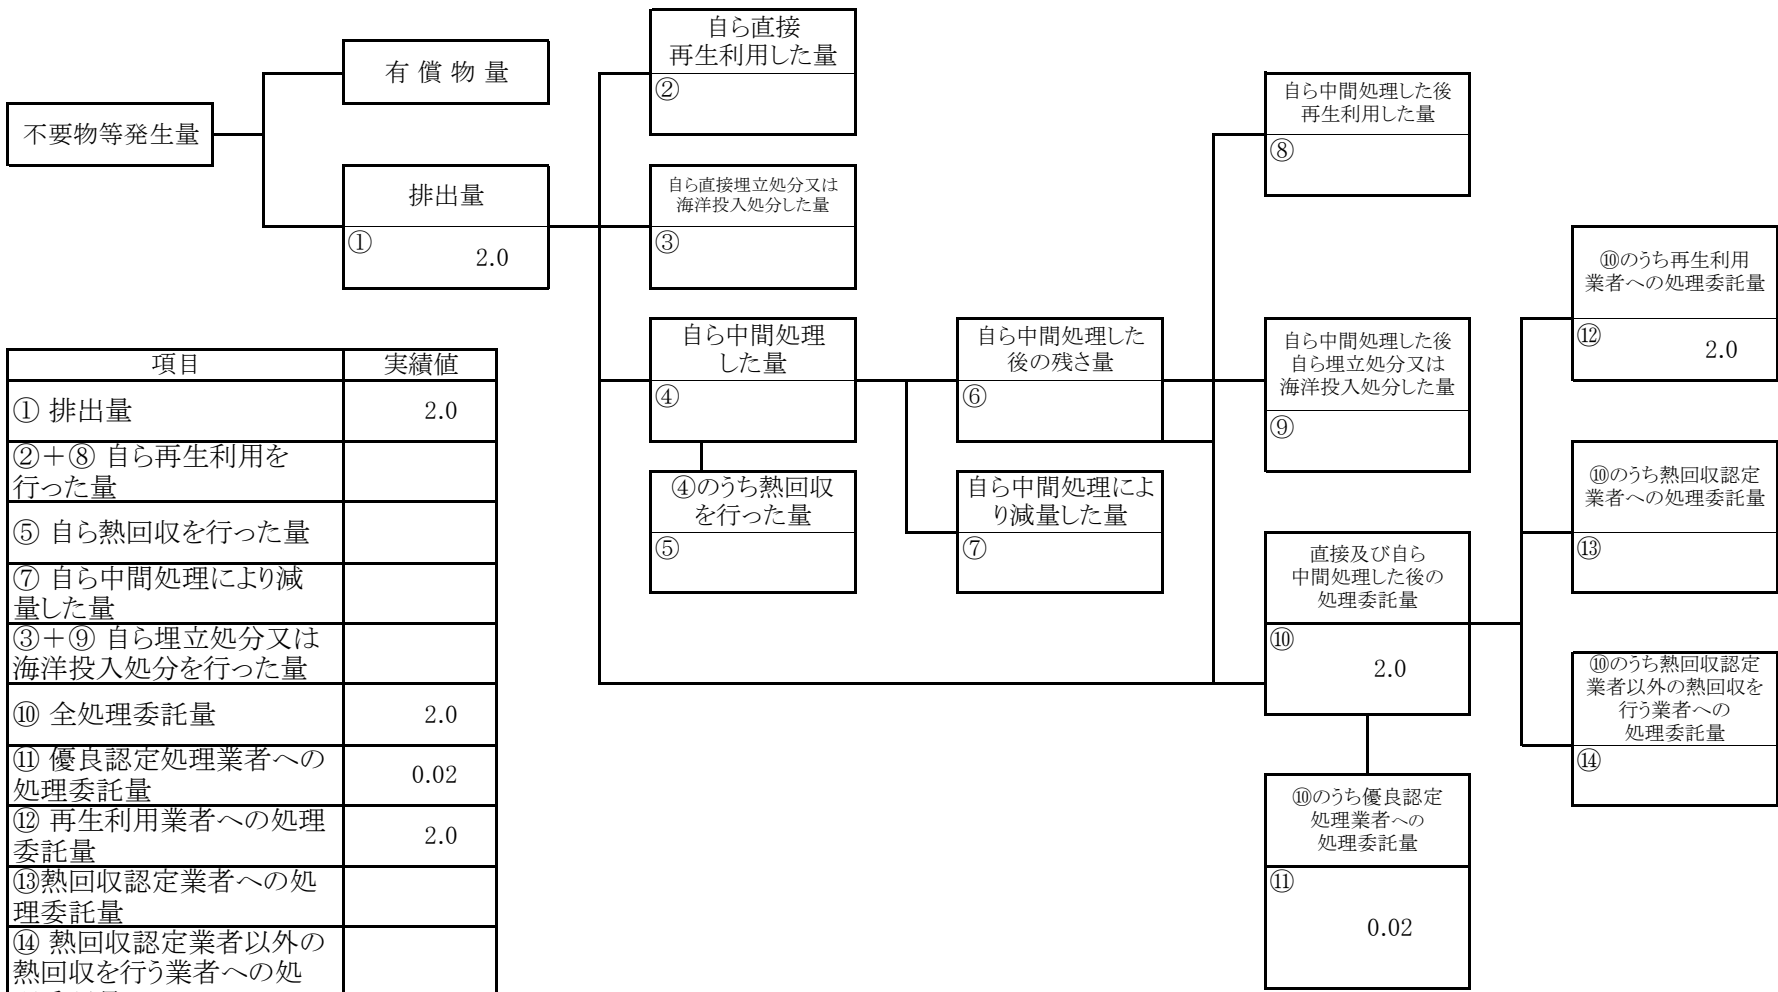 自ら直接
再生利用した量
②
有 償 物 量
不要物等発生量
自ら中間処理した後
再生利用した量
⑧
排出量
①
2.0
自ら直接埋立処分又は
海洋投入処分した量
③
⑩のうち再生利用
業者への処理委託量
⑫
2.0
自ら中間処理
した量
④
自ら中間処理した
後の残さ量
⑥
自ら中間処理した後
自ら埋立処分又は
海洋投入処分した量
⑨
④のうち熱回収
を行った量
⑤
自ら中間処理によ
り減量した量
⑦
⑩のうち熱回収認定
業者への処理委託量
⑬
直接及び自ら
中間処理した後の
処理委託量
⑩
2.0
⑩のうち熱回収認定
業者以外の熱回収を
行う業者への
処理委託量
⑭
⑩のうち優良認定
処理業者への
処理委託量
⑪
0.02
項目 実績値
① 排出量 2.0
②＋⑧ 自ら再生利用を
行った量
⑤ 自ら熱回収を行った量
⑦ 自ら中間処理により減
量した量
③＋⑨ 自ら埋立処分又は
海洋投入処分を行った量
⑩ 全処理委託量 2.0
⑪ 優良認定処理業者への
処理委託量 0.02
⑫ 再生利用業者への処理
委託量 2.0
⑬熱回収認定業者への処
理委託量
⑭ 熱回収認定業者以外の
熱回収を行う業者への処